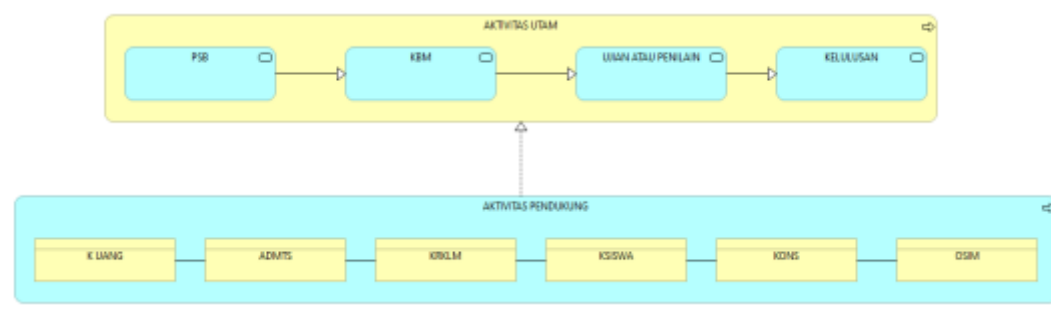 AKTIVITAS UTAM
PSB
KBM
UJIAN ATAU PENILAIN
KELULUSAN
AKTIVITAS PENDUKUNG
K UANG
ADMTS
KRKLM
KSISWA
KONS
OSIM